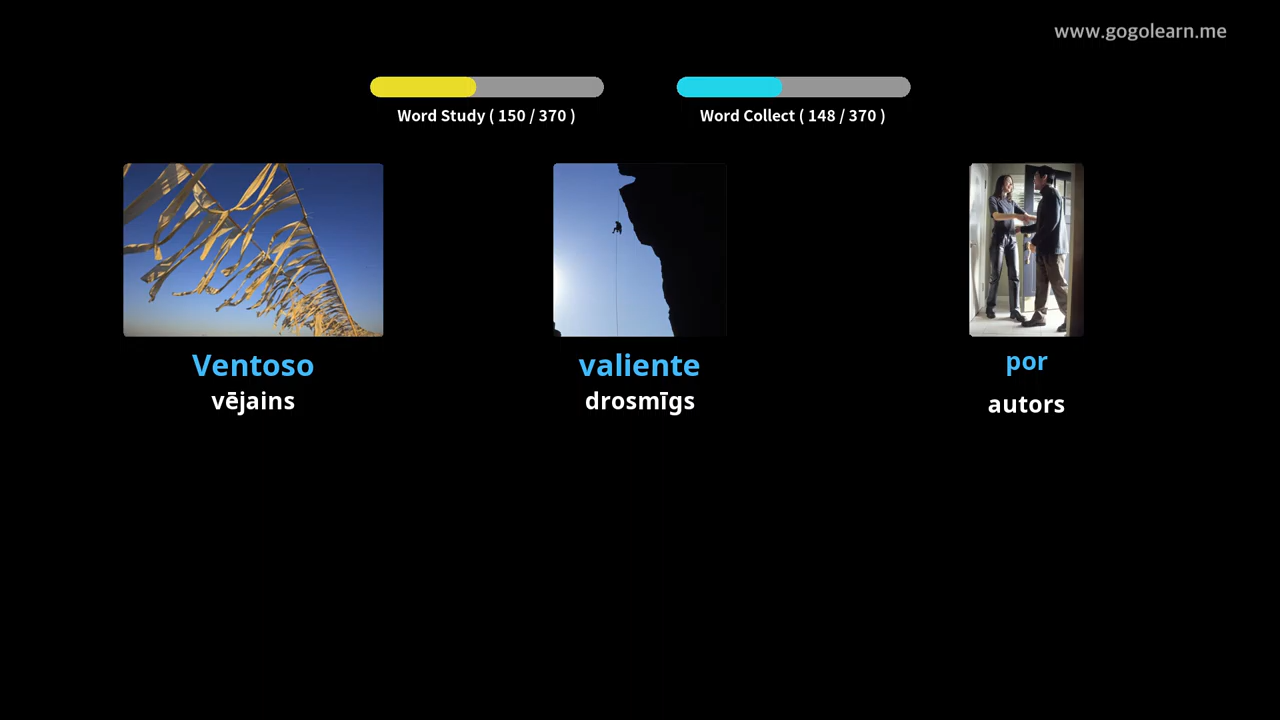 www.gogolearn.me
Word Study ( 150 / 370 )
Word Collect ( 148 / 370 )
Ventoso
vējains
valiente
drosmīgs
por
autors